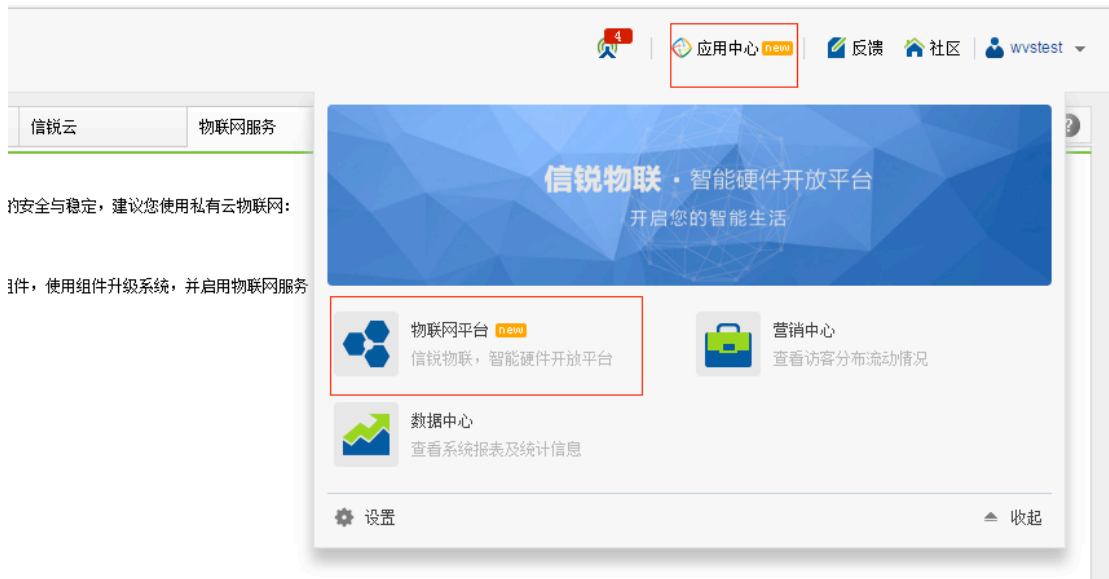 4
应用中心 new
反馈
社区
wvstest
信锐云
物联网服务
?
信锐物联·智能硬件开放平台
开启您的智能生活
的安全与稳定，建议您使用私有云物联网：
组件，使用组件升级系统，并启用物联网服务
物联网平台 new
信锐物联，智能硬件开放平台
营销中心
查看访客分布流动情况
数据中心
查看系统报表及统计信息
设置
收起